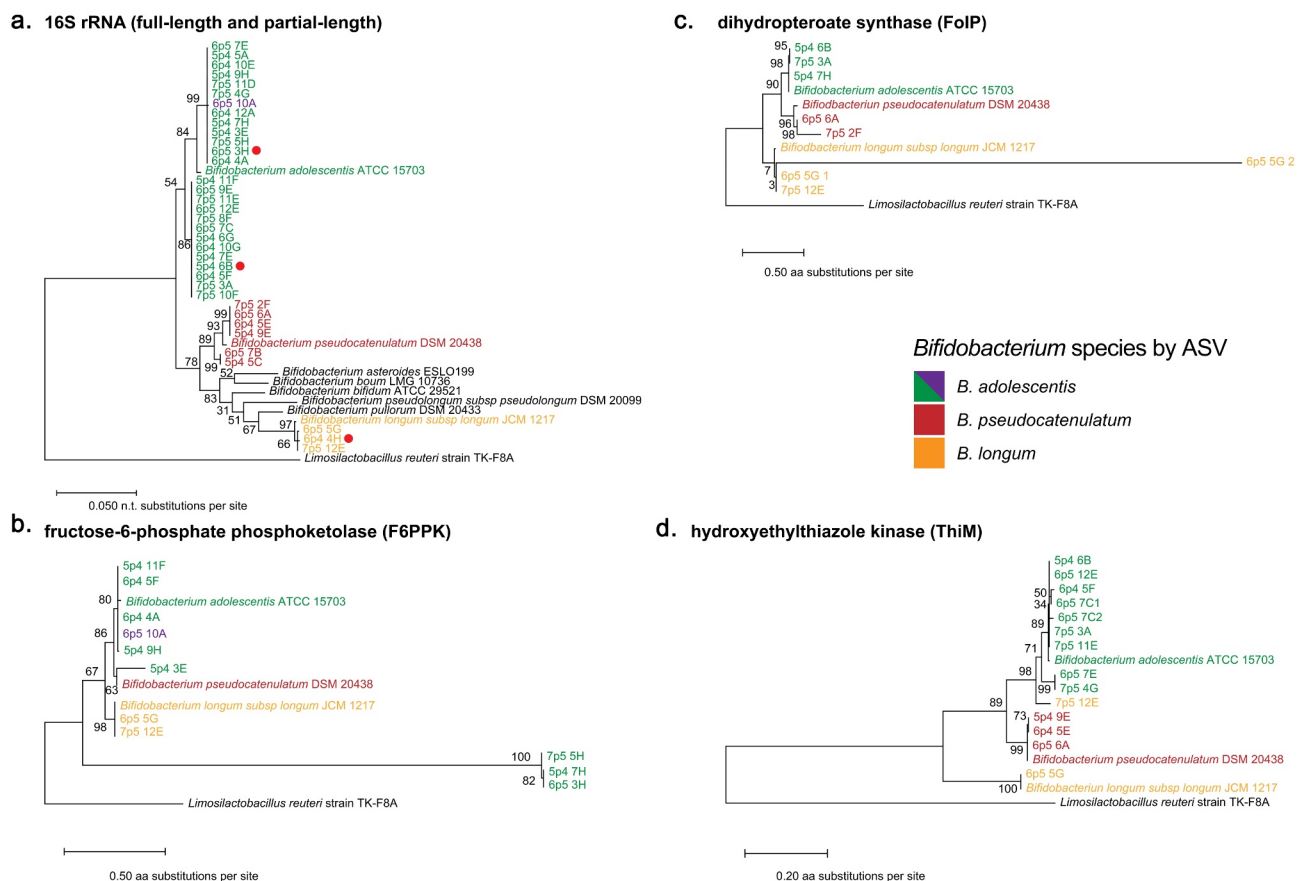 a. 16S rRNA (full-length and partial-length)
6p5 7E
5p4 5A
6p4 10E
5p4 9H
7p5 11D
7p5 4G
6p5 10A
6p4 12A
5p4 7H
5p4 3E
7p5 5H
6p5 3H
6p4 4A
Bifidobacterium adolescentis ATCC 15703
5p4 11F
6p5 9E
7p5 11E
6p5 12E
7p5 8F
6p5 7C
5p4 6G
6p4 10G
5p4 7E
5p4 6B
6p4 5F
7p5 3A
7p5 10F
7p5 2F
6p5 6A
6p4 5E
5p4 9E
Bifidobacterium pseudocatenulatum DSM 20438
6p5 7B
5p4 5C
Bifidobacterium asteroides ESLO199
Bifidobacterium boum LMG 10736
Bifidobacterium bifidum ATCC 29521
Bifidobacterium pseudolongum subsp pseudolongum DSM 20099
Bifidobacterium pullorum DSM 20433
Bifidobacterium longum subsp longum JCM 1217
6p5 5G
6p4 4H
7p5 12E
Limosilactobacillus reuteri strain TK-F8A
99
84
54
86
99
93
89
99
78
52
83
31
51
67
97
66
0.050 n.t. substitutions per site
b. fructose-6-phosphate phosphoketolase (F6PPK)
5p4 11F
6p4 5F
Bifidobacterium adolescentis ATCC 15703
6p4 4A
6p5 10A
5p4 9H
5p4 3E
Bifidobacterium pseudocatenulatum DSM 20438
Bifidobacterium longum subsp longum JCM 1217
6p5 5G
7p5 12E
7p5 5H
5p4 7H
6p5 3H
Limosilactobacillus reuteri strain TK-F8A
80
86
67
63
98
100
82
0.50 aa substitutions per site
c. dihydropteroate synthase (FolP)
5p4 6B
7p5 3A
5p4 7H
Bifidobacterium adolescentis ATCC 15703
Bifiodbacteriun pseudocatenulatum DSM 20438
6p5 6A
7p5 2F
Bifiodbacterium longum subsp longum JCM 1217
6p5 5G 2
6p5 5G 1
7p5 12E
Limosilactobacillus reuteri strain TK-F8A
95
98
90
96
98
7
3
0.50 aa substitutions per site
Bifidobacterium species by ASV
B. adolescentis
B. pseudocatenulatum
B. longum
d. hydroxyethylthiazole kinase (ThiM)
5p4 6B
6p5 12E
6p4 5F
6p5 7C1
6p5 7C2
7p5 3A
7p5 11E
Bifidobacterium adolescentis ATCC 15703
6p5 7E
7p5 4G
7p5 12E
5p4 9E
6p4 5E
6p5 6A
Bifidobacterium pseudocatenulatum DSM 20438
6p5 5G
Bifidobacteriun longum subsp longum JCM 1217
Limosilactobacillus reuteri strain TK-F8A
50
34
89
71
98
99
89
73
99
100
0.20 aa substitutions per site